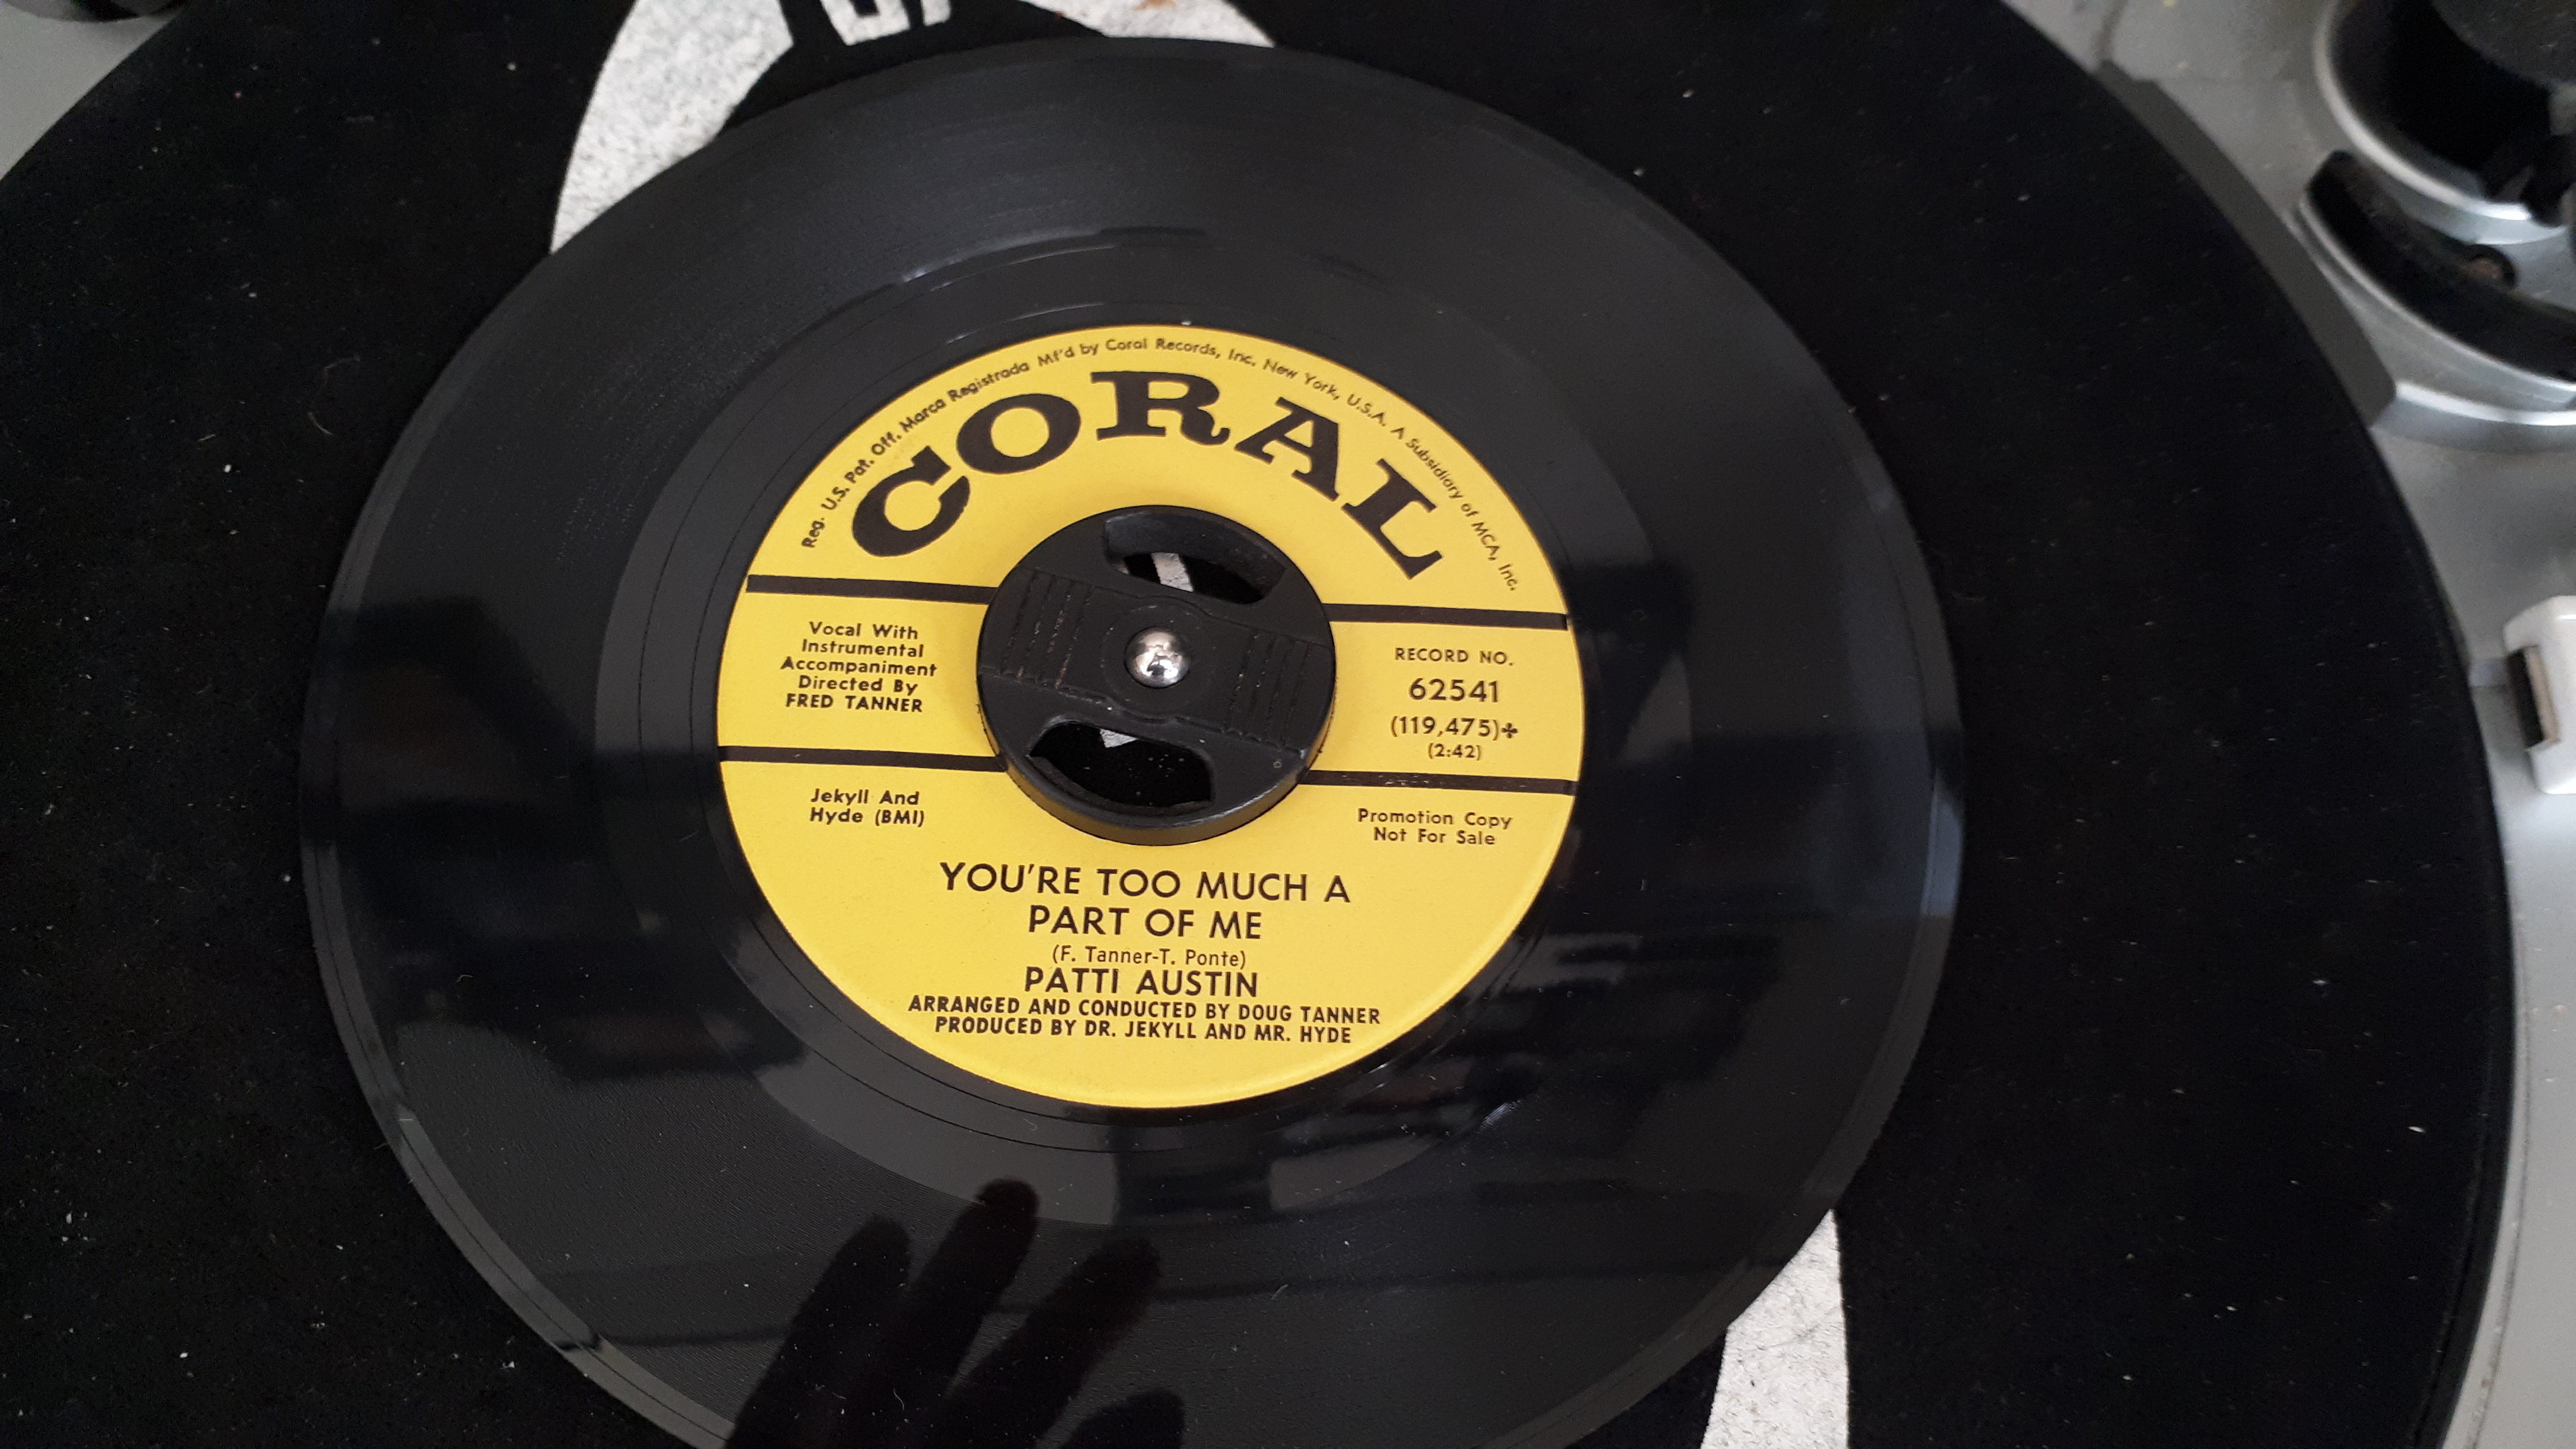 Reg. U.S. Pat. Off. Marca Registrada Mf'd by Coral Records, Inc. New York, U.S.A. A Subsidiary of MCA, Inc.
CORAL
Vocal With
Instrumental
Accompaniment
Directed By
FRED TANNER
RECORD NO.
62541
(119,475)✤
(2:42)
Jekyll And
Hyde (BMI)
Promotion Copy
Not For Sale
YOU'RE TOO MUCH A
PART OF ME
(F. Tanner-T. Ponte)
PATTI AUSTIN
ARRANGED AND CONDUCTED BY DOUG TANNER
PRODUCED BY DR. JEKYLL AND MR. HYDE